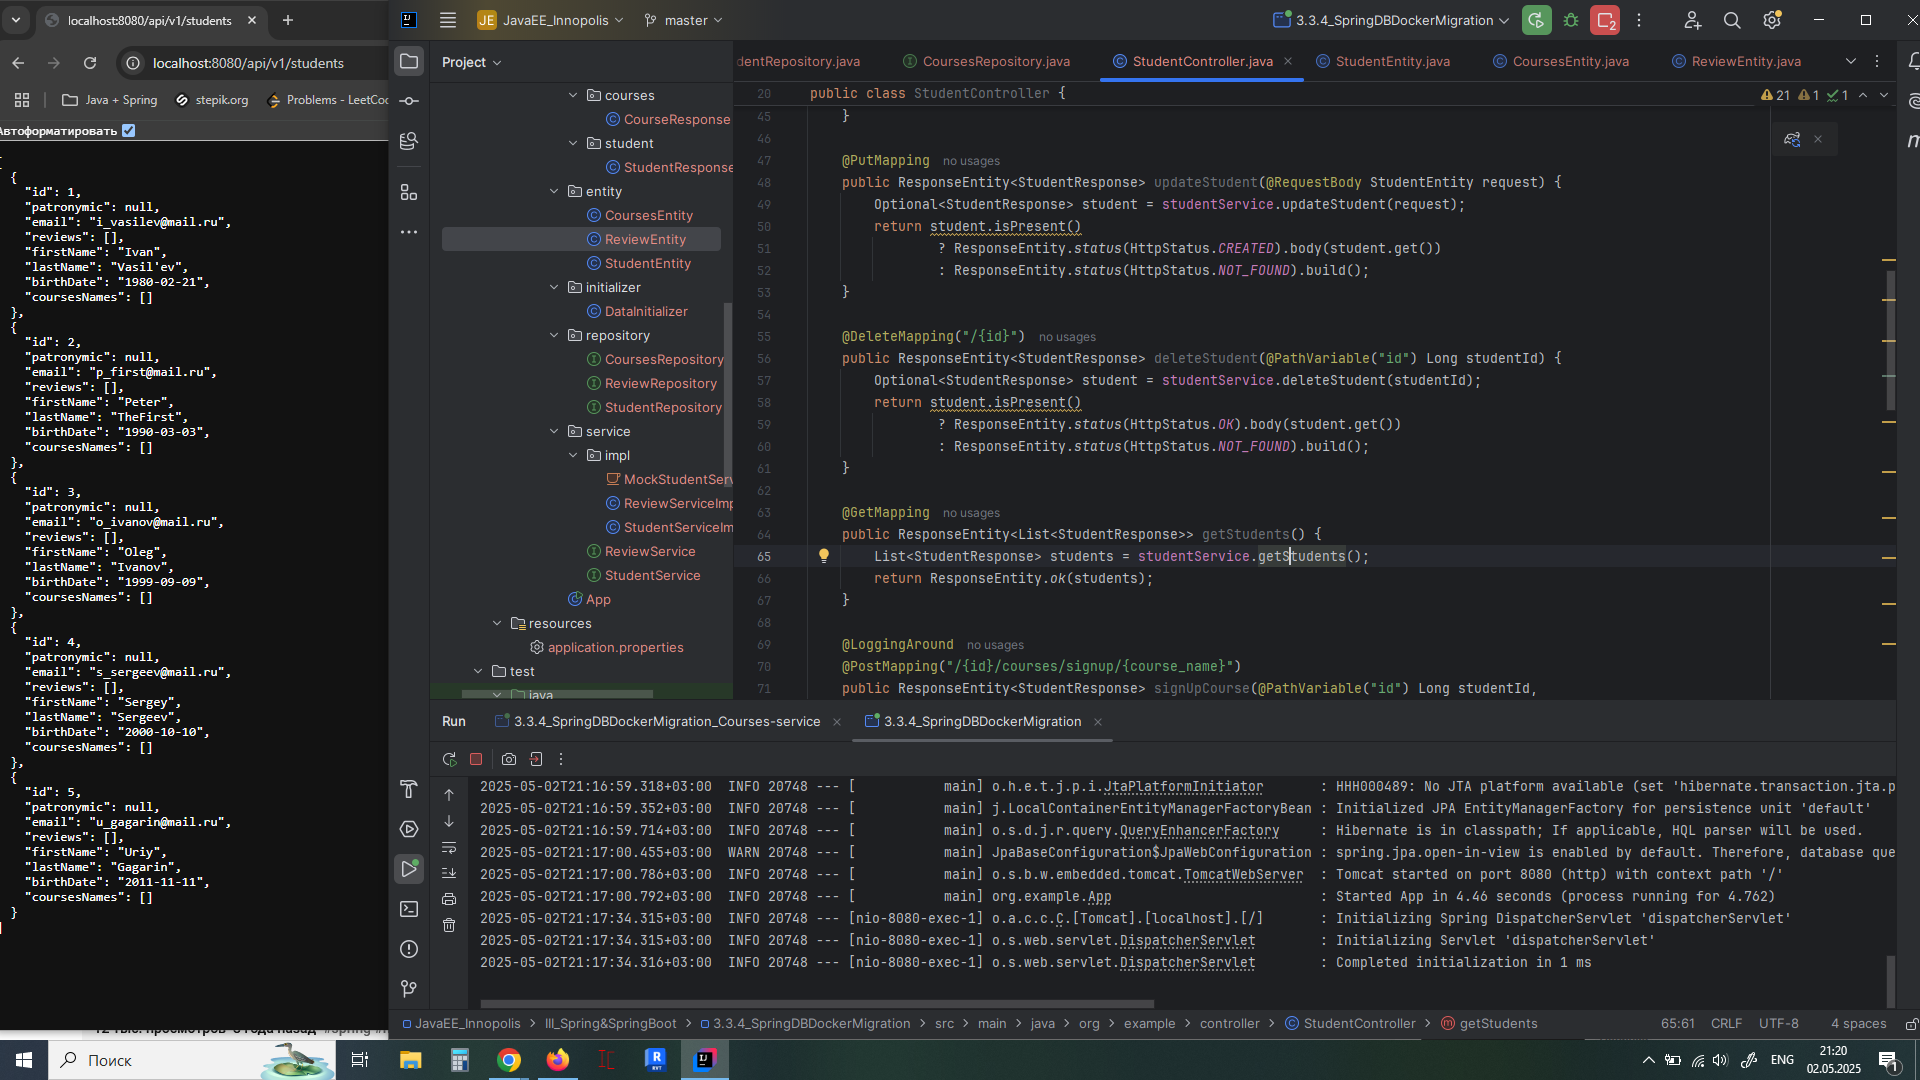 localhost:8080/api/v1/students
localhost:8080/api/v1/students
Java + Spring
stepik.org
Problems - LeetCo
Автоформатировать
{
"id": 1,
"patronymic": null,
"email": "i_vasilev@mail.ru",
"reviews": [],
"firstName": "Ivan",
"lastName": "Vasil'ev",
"birthDate": "1980-02-21",
"coursesNames": []
},
{
"id": 2,
"patronymic": null,
"email": "p_first@mail.ru",
"reviews": [],
"firstName": "Peter",
"lastName": "TheFirst",
"birthDate": "1990-03-03",
"coursesNames": []
},
{
"id": 3,
"patronymic": null,
"email": "o_ivanov@mail.ru",
"reviews": [],
"firstName": "Oleg",
"lastName": "Ivanov",
"birthDate": "1999-09-09",
"coursesNames": []
},
{
"id": 4,
"patronymic": null,
"email": "s_sergeev@mail.ru",
"reviews": [],
"firstName": "Sergey",
"lastName": "Sergeev",
"birthDate": "2000-10-10",
"coursesNames": []
},
{
"id": 5,
"patronymic": null,
"email": "u_gagarin@mail.ru",
"reviews": [],
"firstName": "Uriy",
"lastName": "Gagarin",
"birthDate": "2011-11-11",
"coursesNames": []
}
]
JE JavaEE_Innopolis
master
3.3.4_SpringDBDockerMigration
2
Project
courses
CourseResponse
student
StudentResponse
entity
CoursesEntity
ReviewEntity
StudentEntity
initializer
DataInitializer
repository
CoursesRepository
ReviewRepository
StudentRepository
service
impl
MockStudentServ
ReviewServiceImp
StudentServiceIm
ReviewService
StudentService
App
resources
application.properties
test
java
dentRepository.java
CoursesRepository.java
StudentController.java
StudentEntity.java
CoursesEntity.java
ReviewEntity.java
20 public class StudentController {
21 1 1
45 }
46
47 @PutMapping no usages
48 public ResponseEntity<StudentResponse> updateStudent(@RequestBody StudentEntity request) {
49 Optional<StudentResponse> student = studentService.updateStudent(request);
50 return student.isPresent()
51 ? ResponseEntity.status(HttpStatus.CREATED).body(student.get())
52 : ResponseEntity.status(HttpStatus.NOT_FOUND).build();
53 }
54
55 @DeleteMapping("/{id}") no usages
56 public ResponseEntity<StudentResponse> deleteStudent(@PathVariable("id") Long studentId) {
57 Optional<StudentResponse> student = studentService.deleteStudent(studentId);
58 return student.isPresent()
59 ? ResponseEntity.status(HttpStatus.OK).body(student.get())
60 : ResponseEntity.status(HttpStatus.NOT_FOUND).build();
61 }
62
63 @GetMapping no usages
64 public ResponseEntity<List<StudentResponse>> getStudents() {
65 List<StudentResponse> students = studentService.getStudents();
66 return ResponseEntity.ok(students);
67 }
68
69 @LoggingAround no usages
70 @PostMapping("/{id}/courses/signup/{course_name}")
71 public ResponseEntity<StudentResponse> signUpCourse(@PathVariable("id") Long studentId,
Run
3.3.4_SpringDBDockerMigration_Courses-service
3.3.4_SpringDBDockerMigration
2025-05-02T21:16:59.318+03:00 INFO 20748 --- [ main] o.h.e.t.j.p.i.JtaPlatformInitiator : HHH000489: No JTA platform available (set 'hibernate.transaction.jta.p
2025-05-02T21:16:59.352+03:00 INFO 20748 --- [ main] j.LocalContainerEntityManagerFactoryBean : Initialized JPA EntityManagerFactory for persistence unit 'default'
2025-05-02T21:16:59.714+03:00 INFO 20748 --- [ main] o.s.d.j.r.query.QueryEnhancerFactory : Hibernate is in classpath; If applicable, HQL parser will be used.
2025-05-02T21:17:00.455+03:00 WARN 20748 --- [ main] JpaBaseConfiguration$JpaWebConfiguration : spring.jpa.open-in-view is enabled by default. Therefore, database que
2025-05-02T21:17:00.786+03:00 INFO 20748 --- [ main] o.s.b.w.embedded.tomcat.TomcatWebServer : Tomcat started on port 8080 (http) with context path '/'
2025-05-02T21:17:00.792+03:00 INFO 20748 --- [ main] org.example.App : Started App in 4.46 seconds (process running for 4.762)
2025-05-02T21:17:34.315+03:00 INFO 20748 --- [nio-8080-exec-1] o.a.c.c.C.[Tomcat].[localhost].[/] : Initializing Spring DispatcherServlet 'dispatcherServlet'
2025-05-02T21:17:34.315+03:00 INFO 20748 --- [nio-8080-exec-1] o.s.web.servlet.DispatcherServlet : Initializing Servlet 'dispatcherServlet'
2025-05-02T21:17:34.316+03:00 INFO 20748 --- [nio-8080-exec-1] o.s.web.servlet.DispatcherServlet : Completed initialization in 1 ms
JavaEE_Innopolis
III_Spring&SpringBoot
3.3.4_SpringDBDockerMigration
src
main
java
org
example
controller
StudentController
getStudents
65:61
CRLF
UTF-8
4 spaces
Поиск
ENG
21:20
02.05.2025
1